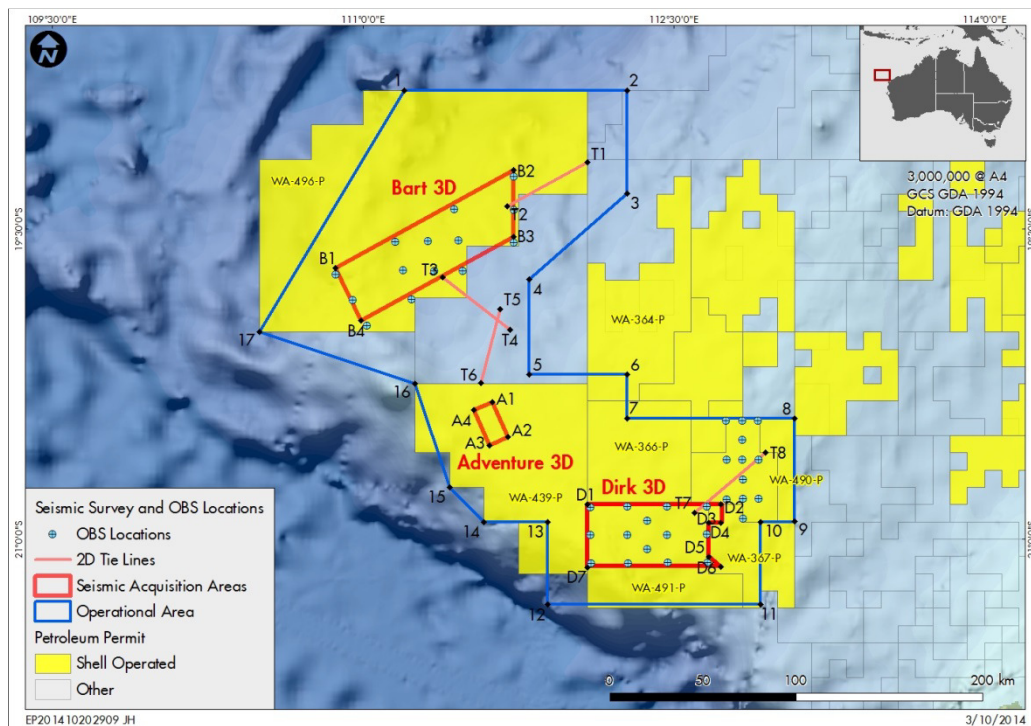 109°30'0"E
111°0'0"E
112°30'0"E
114°0'0"E
N
1
2
T1
WA-496-P
B2
Bart 3D
3,000,000 @ A4
GCS GDA 1994
Datum: GDA 1994
3
T2
19°30'0"S
B3
B1
T3
4
T5
WA-364-P
B4
T4
17
5
6
T6
16
A1
7
8
A4
A2
WA-366-P
A3
T8
Adventure 3D
WA-490-P
15
Dirk 3D
WA-439-P
D1
D2
T7
D3
14
13
D4
10
9
21°0'0"S
D5
WA-367-P
D7
D6
WA-491-P
12
11
Seismic Survey and OBS Locations
OBS Locations
2D Tie Lines
Seismic Acquisition Areas
Operational Area
Petroleum Permit
Shell Operated
Other
0
100
200 km
EP201410202909 JH
3/10/2014